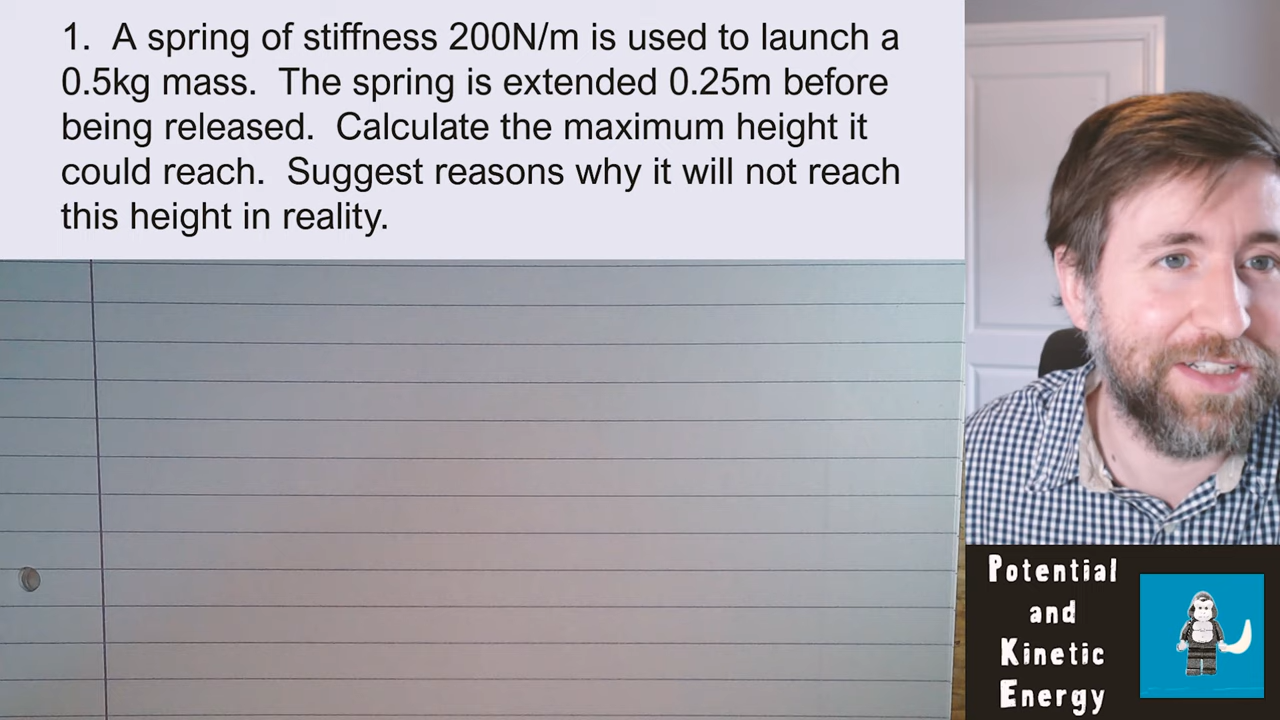 1.  A spring of stiffness 200N/m is used to launch a
0.5kg mass.  The spring is extended 0.25m before
being released.  Calculate the maximum height it
could reach.  Suggest reasons why it will not reach
this height in reality.
Potential
and
Kinetic
Energy